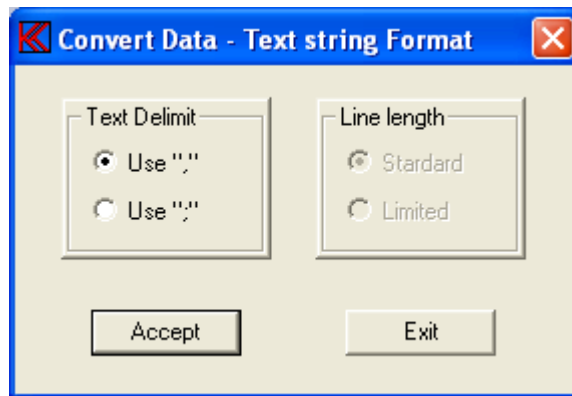 Convert Data - Text string Format
Text Delimit
Use ","
Use ";"
Line length
Stardard
Limited
Accept
Exit